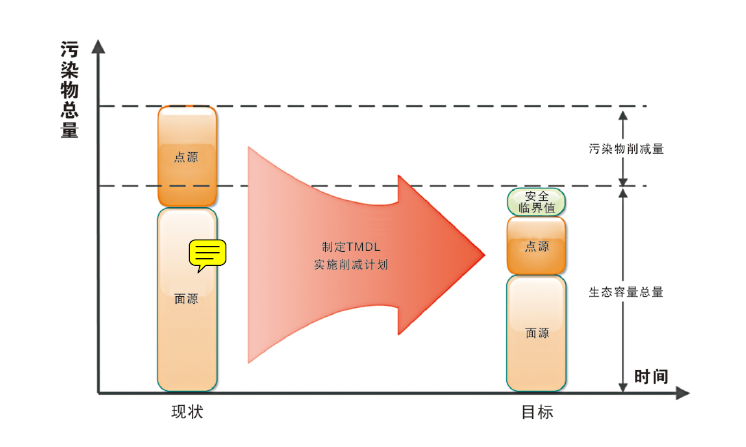 污染物总量
点源
面源
制定TMDL
实施削减计划
安全
临界值
点源
面源
污染物削减量
生态容量总量
时间
现状
目标